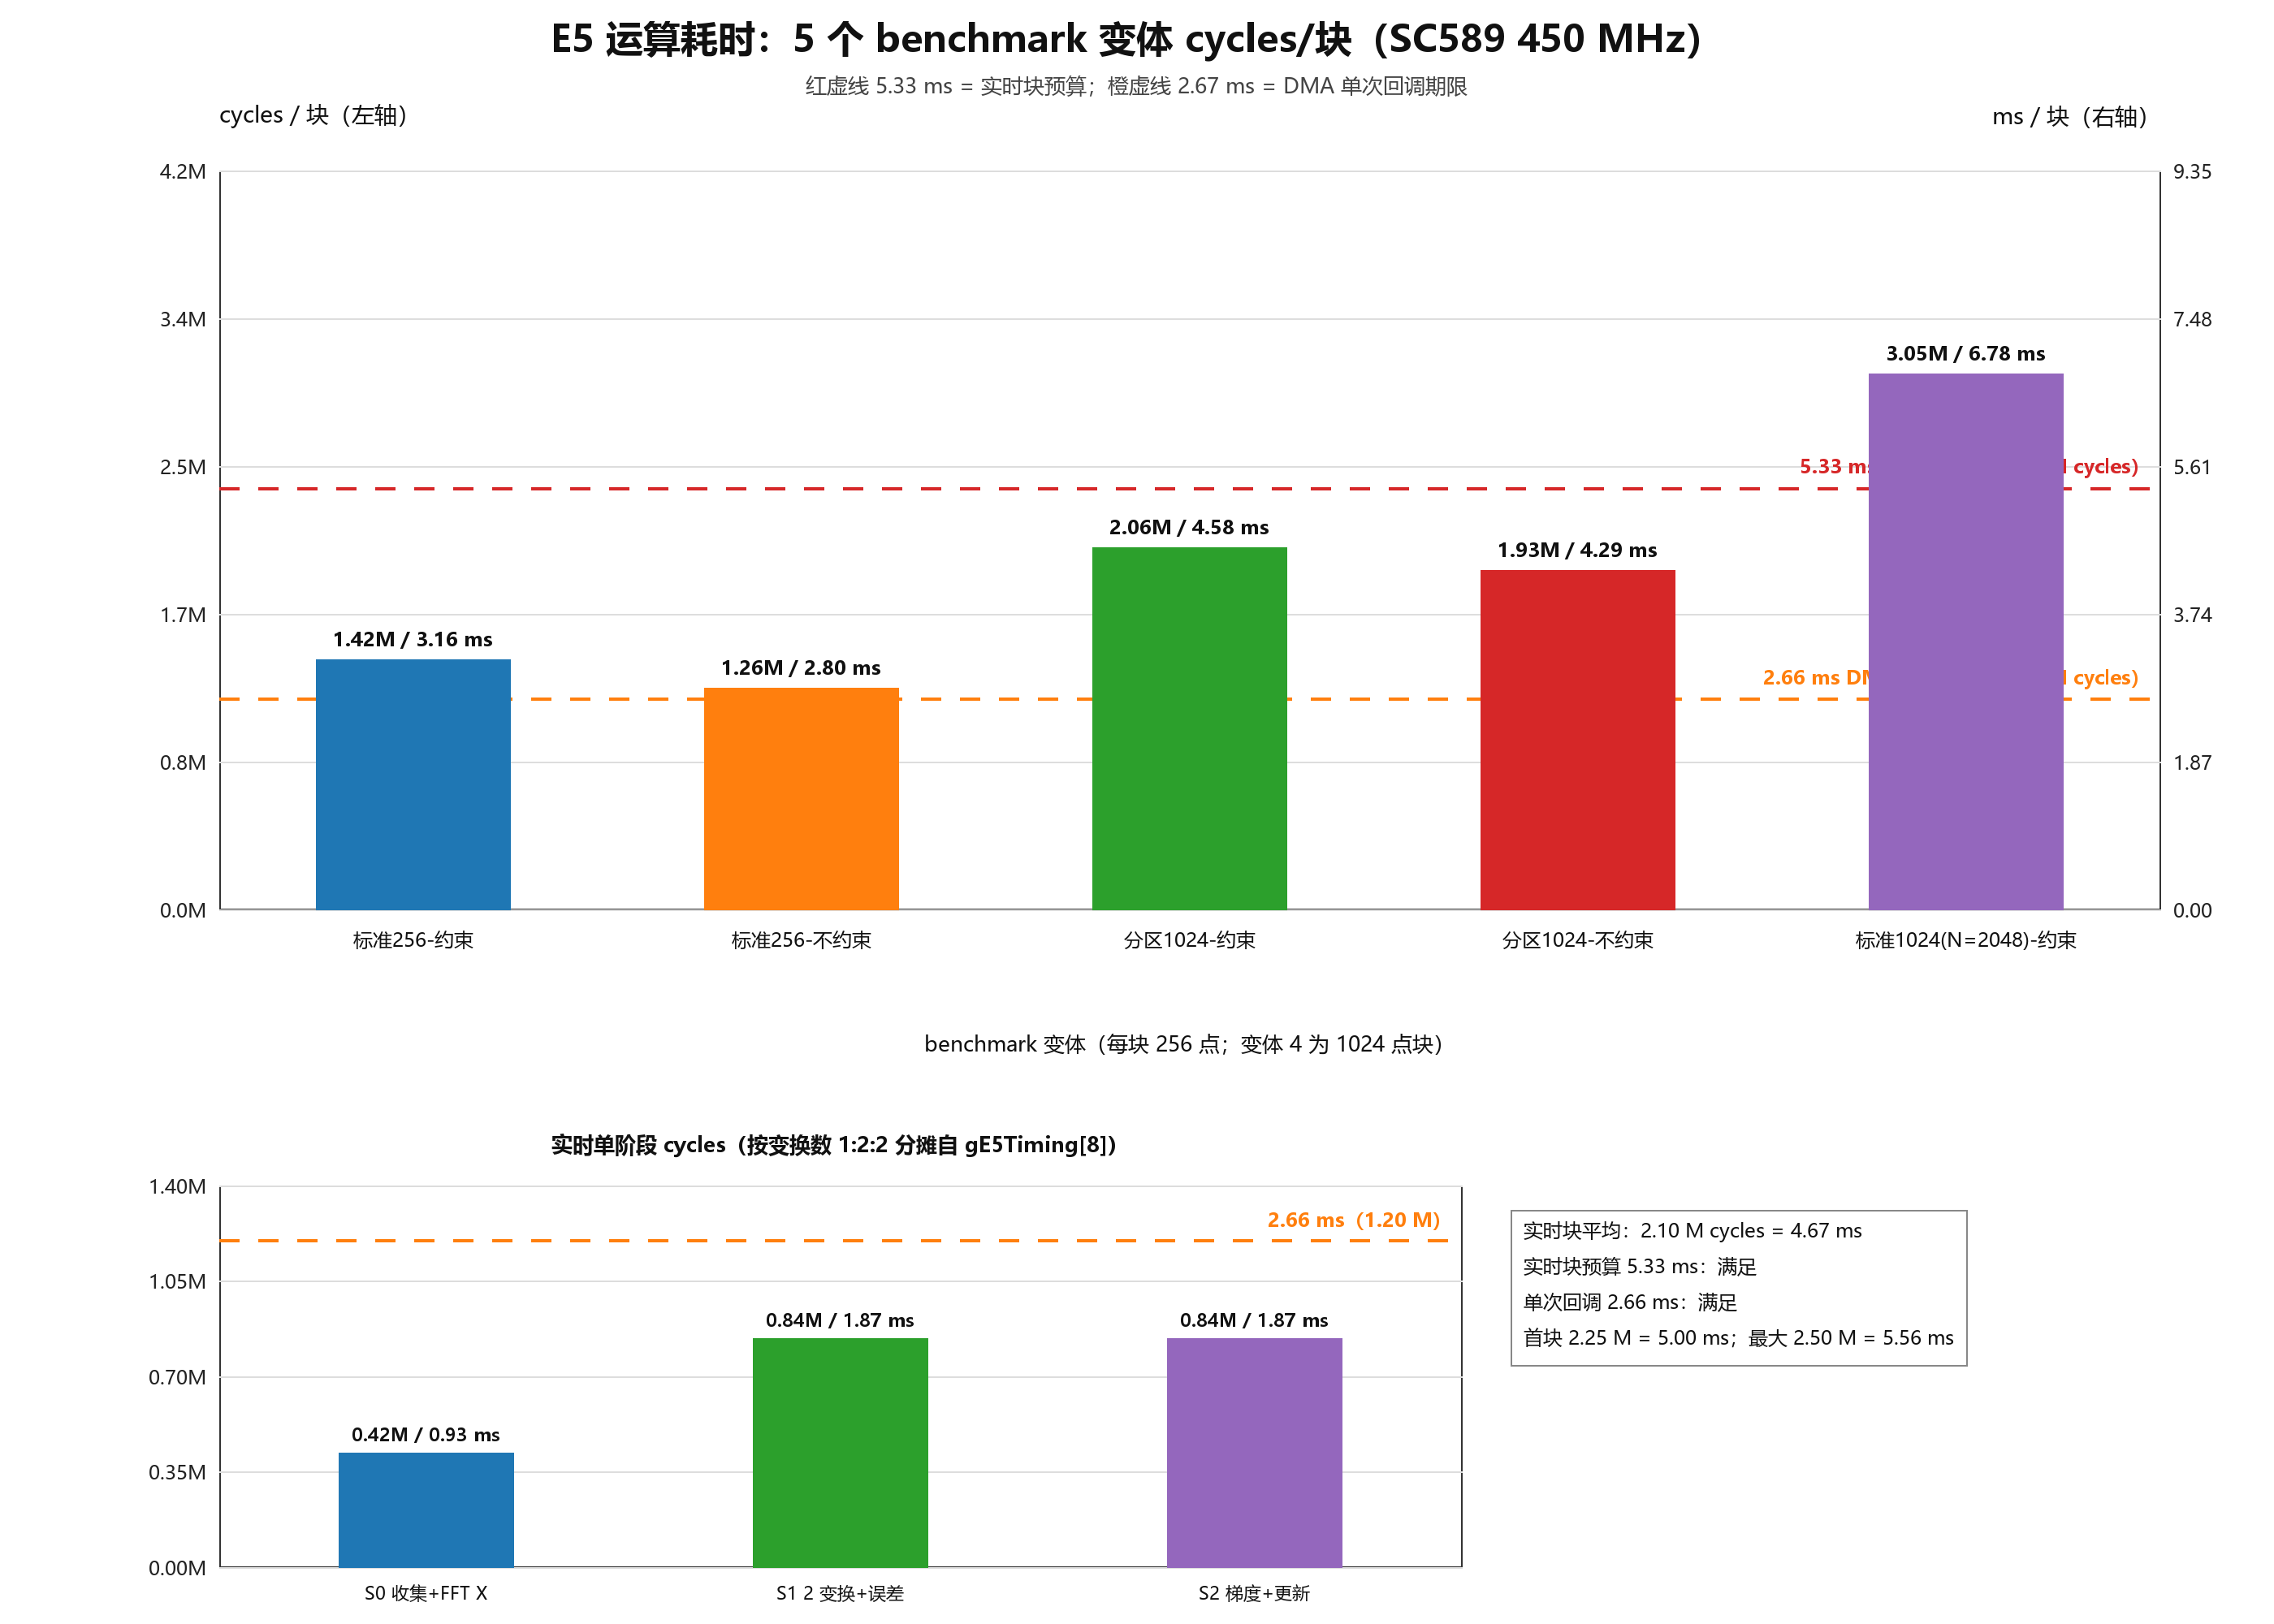 E5 运算耗时：5 个 benchmark 变体 cycles/块（SC589 450 MHz）
红虚线 5.33 ms = 实时块预算；橙虚线 2.67 ms = DMA 单次回调期限
cycles / 块（左轴）
ms / 块（右轴）
4.2M
9.35
3.4M
7.48
3.05M / 6.78 ms
2.5M
5.33 ms
cycles）
5.61
2.06M / 4.58 ms
1.93M / 4.29 ms
1.7M
3.74
1.42M / 3.16 ms
1.26M / 2.80 ms
2.66 ms
cycles）
0.8M
1.87
0.0M
0.00
标准256-约束
标准256-不约束
分区1024-约束
分区1024-不约束
标准1024(N=2048)-约束
benchmark 变体（每块 256 点；变体 4 为 1024 点块）
实时单阶段 cycles（按变换数 1:2:2 分摊自 gE5Timing[8]）
1.40M
2.66 ms（1.20 M）
1.05M
0.84M / 1.87 ms
0.84M / 1.87 ms
0.70M
0.42M / 0.93 ms
0.35M
0.00M
S0 收集+FFT X
S1 2 变换+误差
S2 梯度+更新
实时块平均：2.10 M cycles = 4.67 ms
实时块预算 5.33 ms：满足
单次回调 2.66 ms：满足
首块 2.25 M = 5.00 ms；最大 2.50 M = 5.56 ms